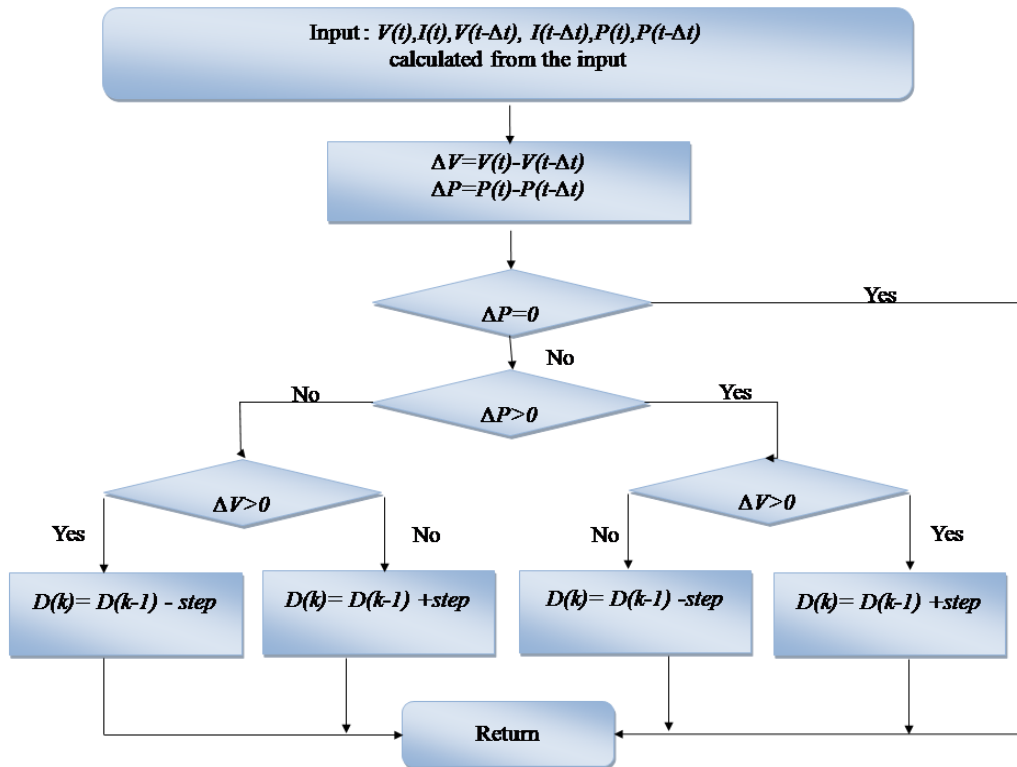 Input : V(t),I(t),V(t-Δt), I(t-Δt),P(t),P(t-Δt)
calculated from the input
ΔV=V(t)-V(t-Δt)
ΔP=P(t)-P(t-Δt)
ΔP=0
Yes
No
ΔP>0
No
Yes
ΔV>0
ΔV>0
Yes
No
No
Yes
D(k)= D(k-1) - step
D(k)= D(k-1) +step
D(k)= D(k-1) -step
D(k)= D(k-1) +step
Return